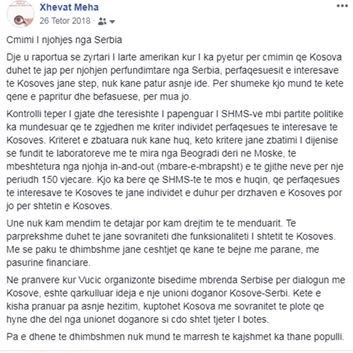 Xhevat Meha
26 Tetor 2018 ·
Cmimi I njohjes nga Serbia
Dje u raportua se zyrtari I larte amerikan kur I ka pyetur per cmimin qe Kosova
duhet te jap per njohjen perfundimtare nga Serbia, perfaqesuesit e interesave
te Kosoves jane step, nuk kane patur asnje ide. Per shumeke kjo mund te kete
qene e papritur dhe befasuese, per mua jo.
Kontrolli teper I gjate dhe teresishte I papenguar I SHMS-ve mbi partite politike
ka mundesuar qe te zgjedhen me kriter individet perfaqesues te interesave te
Kosoves. Kriteret e zbatuara nuk kane huq, keto kritere jane zbatimi I dijenise
se fundit te laboratoreve me te mira nga Beogradi deri ne Moske, te
mbeshtetura nga njohja in-and-out (mbare-e-mbrapsht) e te gjithe neve per nje
periudh 150 vjecare. Kjo ka bere qe SHMS-te te mos e huqin, qe perfaqesues
te interesave te Kosoves te jane individet e duhur per drzhaven e Kosoves por
jo per shtetin e Kosoves.
Une nuk kam mendim te detajar por kam drejtim te te menduarit. Te
parprekshme duhet te jane sovraniteti dhe funksionaliteti I shtetit te Kosoves.
Me se paku te dhimbshme jane ceshtjet qe kane te bejne me parane, me
pasurine financiare.
Ne pranvere kur Vucic organizonte bisedime mbrenda Serbise per dialogun me
Kosove, eshte qarkulluar ideja e nje unioni doganor Kosove-Serbi. Kete e
kisha pranuar pa asnje hezitim, kuptohet Kosova me sovranitet te plote qe
hyne dhe del nga unionet doganore si cdo shtet tjeter I botes.
Pa e dhene te dhimbshmen nuk mund te marresh te kajshmet ka thane populli.